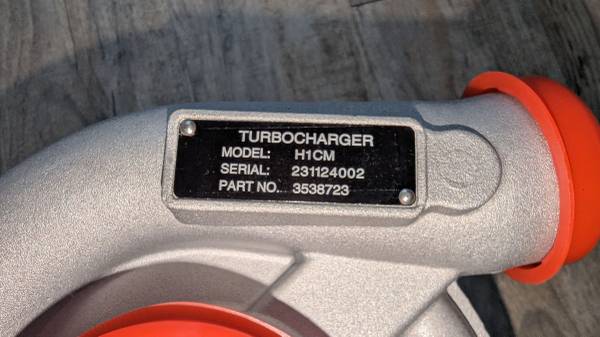 TURBOCHARGER
MODEL: H1CM
SERIAL: 231124002
PART NO. 3538723